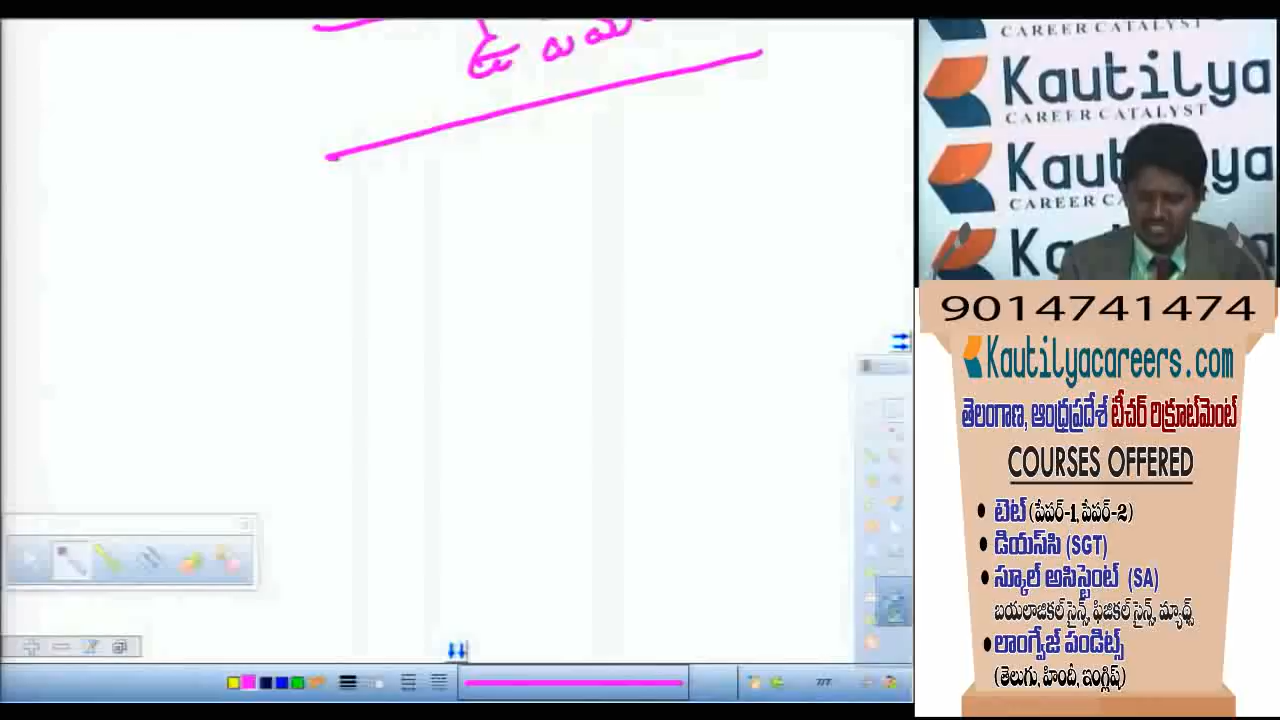 CAREER CATALYST
Kautilya
CAREER CATALYST
Kautilya
CAREER CA
Ka
9014741474
Kautilyacareers.com
తెలంగాణ, ఆంధ్రప్రదేశ్ టీచర్ రిక్రూట్‌మెంట్
COURSES OFFERED
• టెట్ (పేపర్-1, పేపర్-2)
• డియస్‌సి (SGT)
• స్కూల్ అసిస్టెంట్ (SA)
బయలాజికల్ సైన్స్, ఫిజికల్ సైన్స్, మ్యాథ్స్
• లాంగ్వేజ్ పండిట్స్
(తెలుగు, హిందీ, ఇంగ్లిష్)